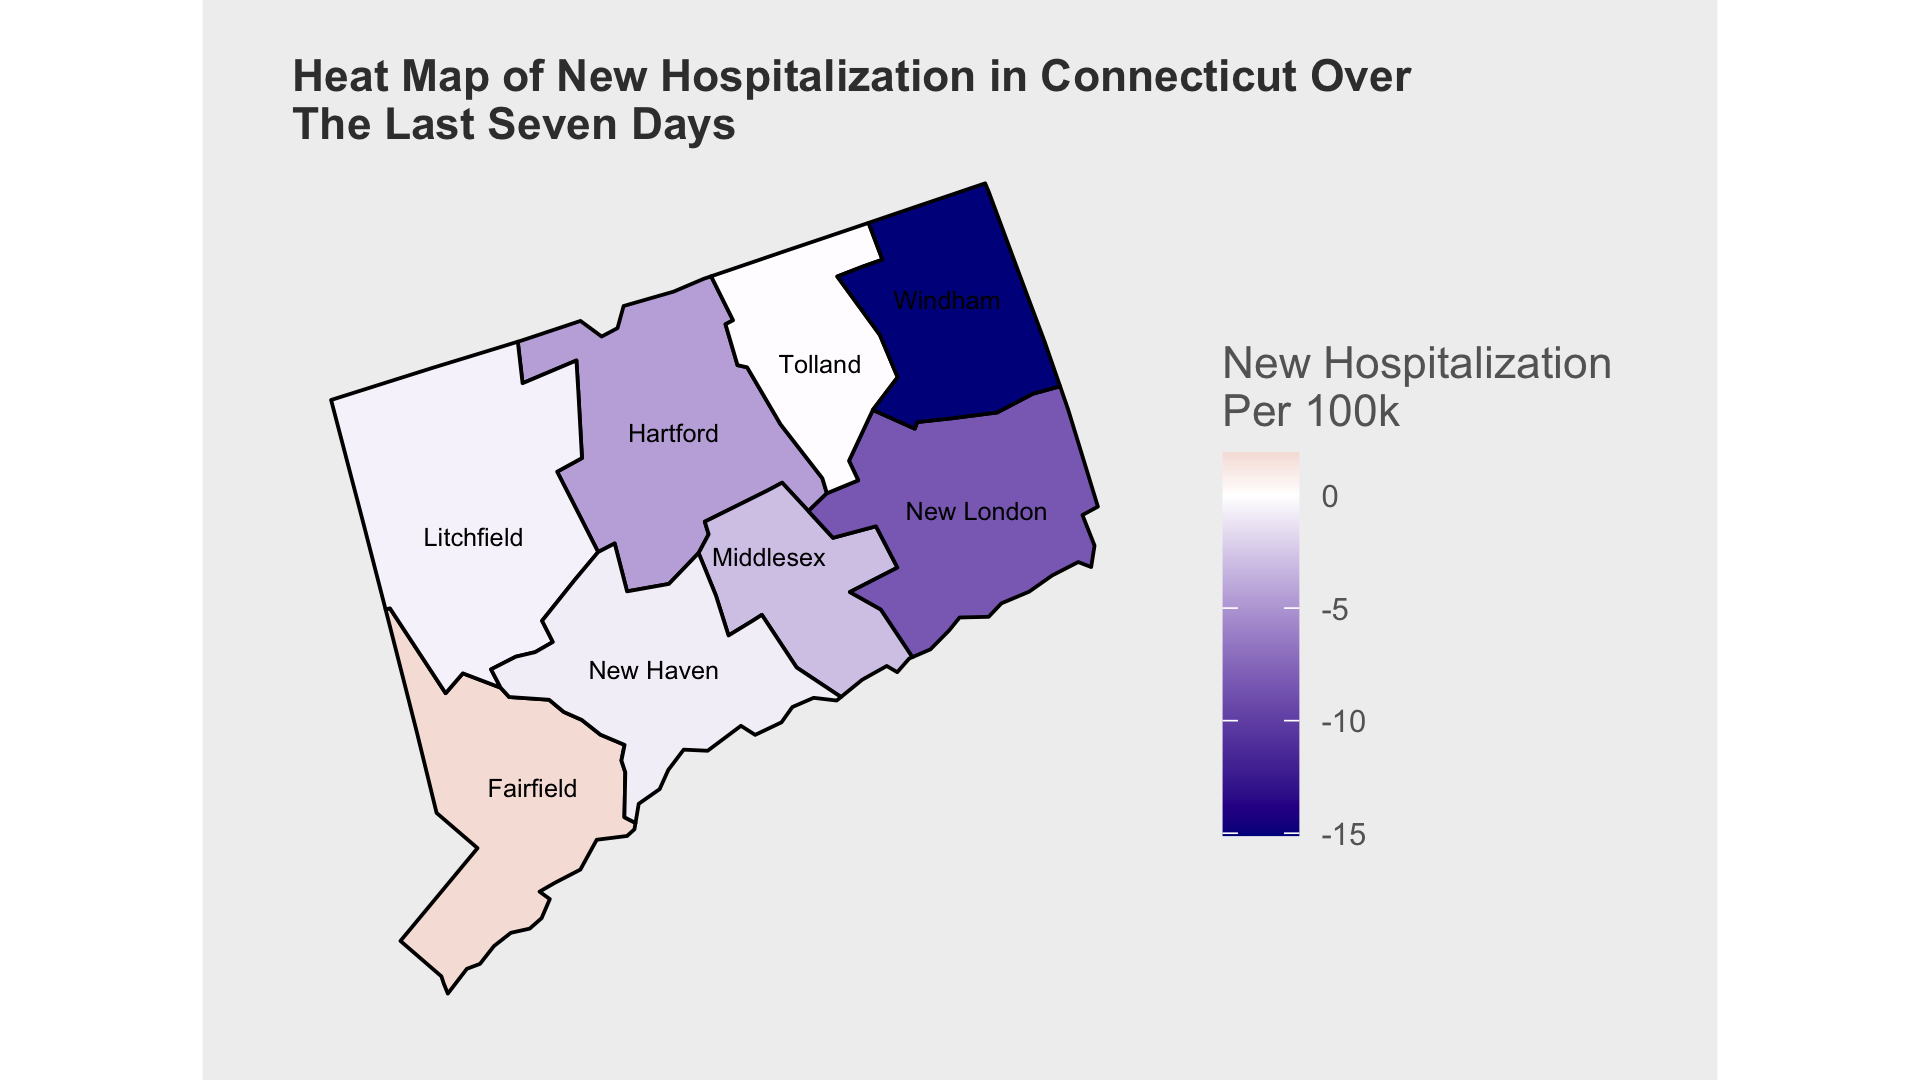 Heat Map of New Hospitalization in Connecticut Over
The Last Seven Days
Windham
Tolland
Hartford
New London
Litchfield
Middlesex
New Haven
Fairfield
New Hospitalization
Per 100k
0
-5
-10
-15